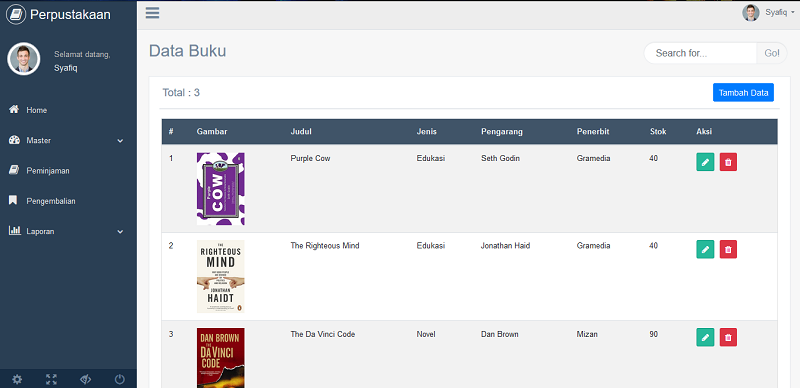 Perpustakaan
Syafiq
Selamat datang,
Syafiq
Home
Master
Peminjaman
Pengembalian
Laporan
Data Buku
Search for...
Go!
Total : 3
Tambah Data
# Gambar Judul Jenis Pengarang Penerbit Stok Aksi
1 Purple Cow Edukasi Seth Godin Gramedia 40
Purple
COW
2 The Righteous Mind Edukasi Jonathan Haid Gramedia 40
THE
RIGHTEOUS
MIND
JONATHAN
HAIDT
3 The Da Vinci Code Novel Dan Brown Mizan 90
DAN BROWN
THE
DA VINCI
CODE